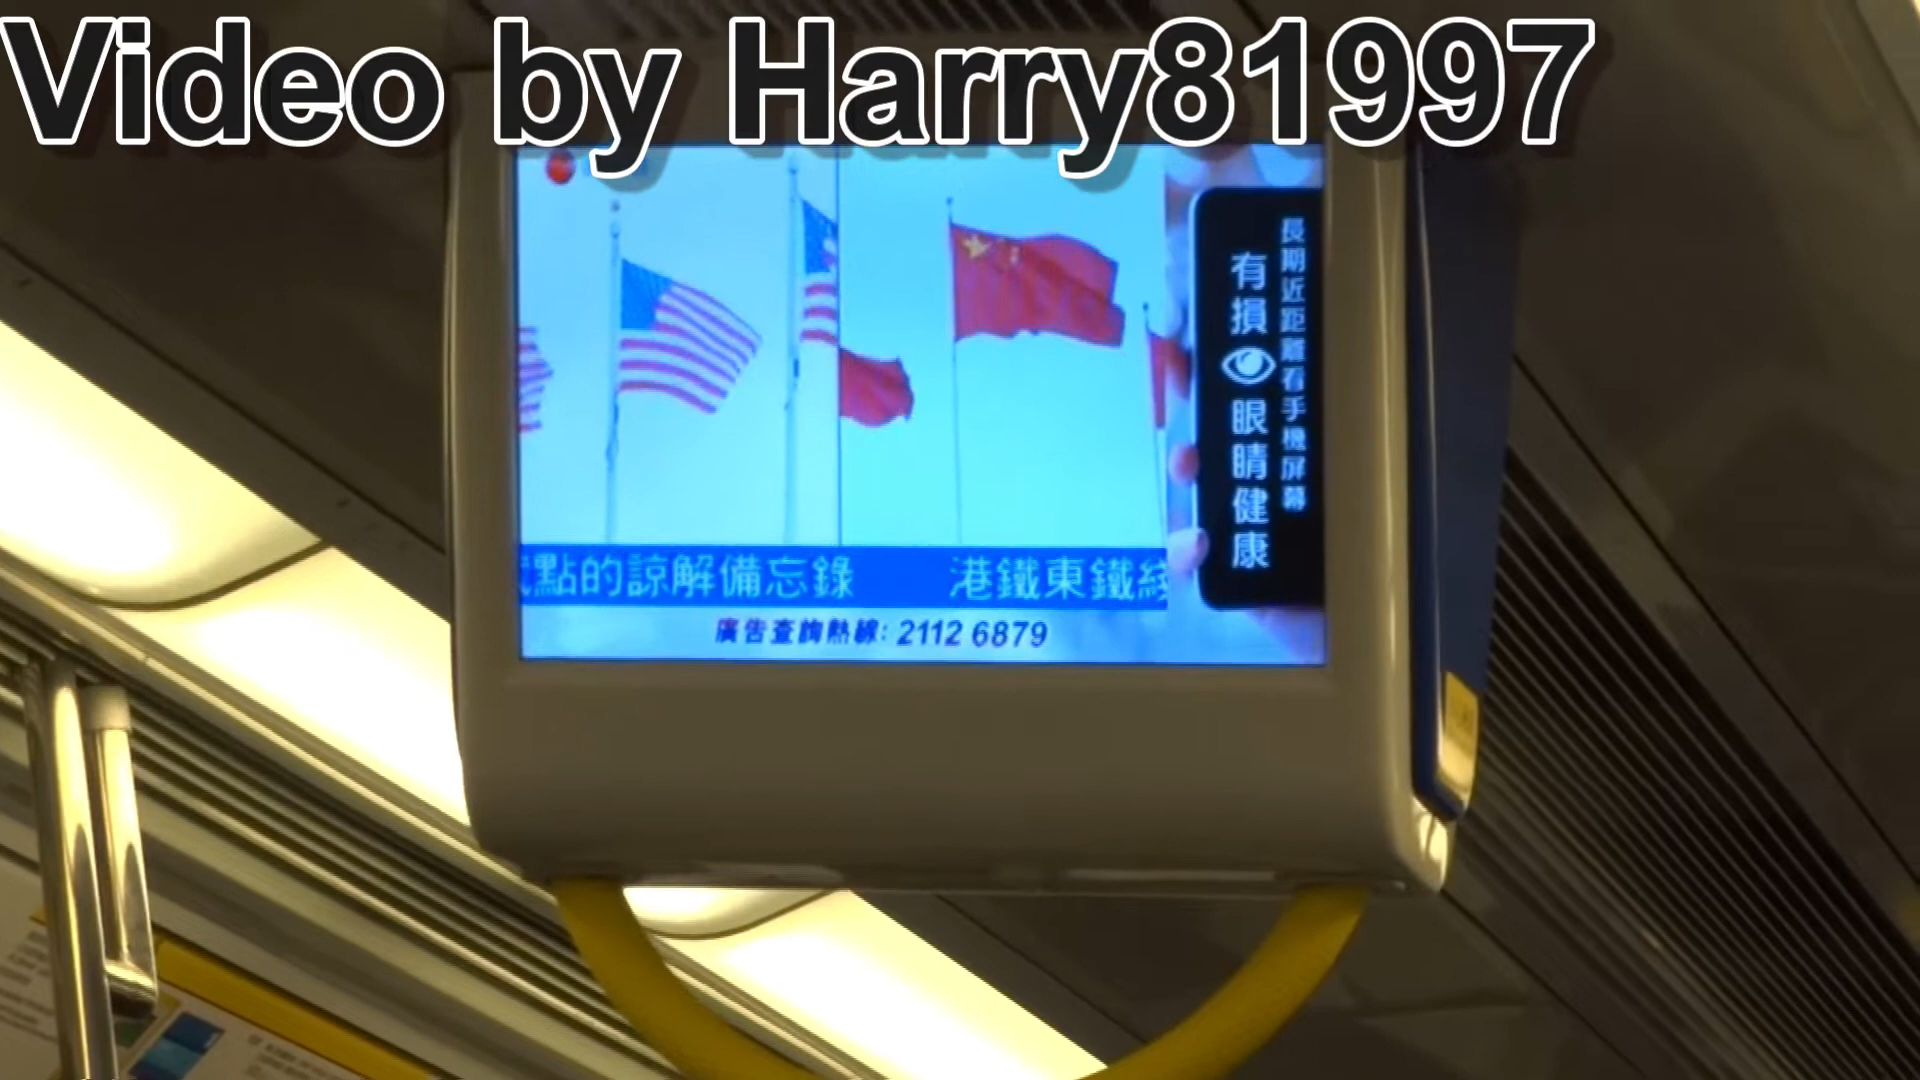 Video by Harry81997
長期近距離看手機屏幕
有損
眼睛健康
點的諒解備忘錄 港鐵東鐵綫
廣告查詢熱線: 2112 6879